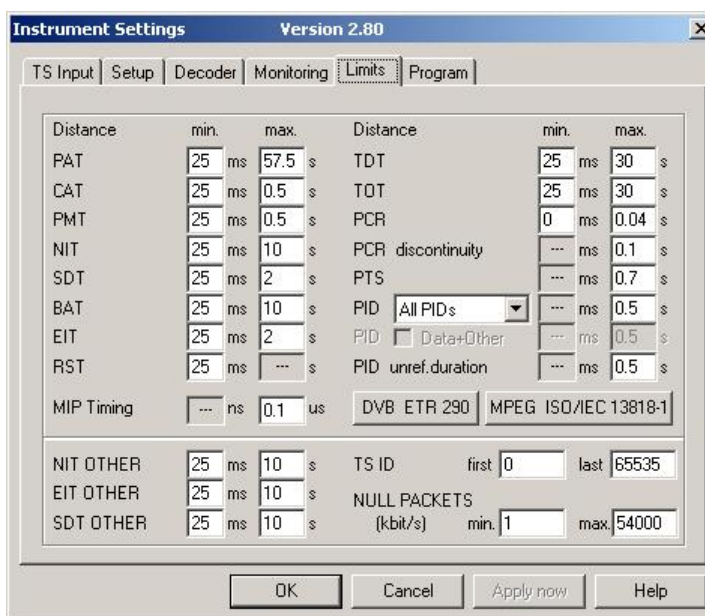 Instrument Settings Version 2.80
TS Input Setup Decoder Monitoring Limits Program
Distance min. max. Distance min. max.
PAT 25 ms 57.5 s TDT 25 ms 30 s
CAT 25 ms 0.5 s TOT 25 ms 30 s
PMT 25 ms 0.5 s PCR 0 ms 0.04 s
NIT 25 ms 10 s PCR discontinuity --- ms 0.1 s
SDT 25 ms 2 s PTS --- ms 0.7 s
BAT 25 ms 10 s PID All PIDs --- ms 0.5 s
EIT 25 ms 2 s PID Data+Other --- ms 0.5 s
RST 25 ms --- s PID unref.duration --- ms 0.5 s
MIP Timing --- ns 0.1 us DVB ETR 290 MPEG ISO/IEC 13818-1
NIT OTHER 25 ms 10 s TS ID first 0 last 65535
EIT OTHER 25 ms 10 s NULL PACKETS
SDT OTHER 25 ms 10 s (kbit/s) min. 1 max. 54000
OK Cancel Apply now Help